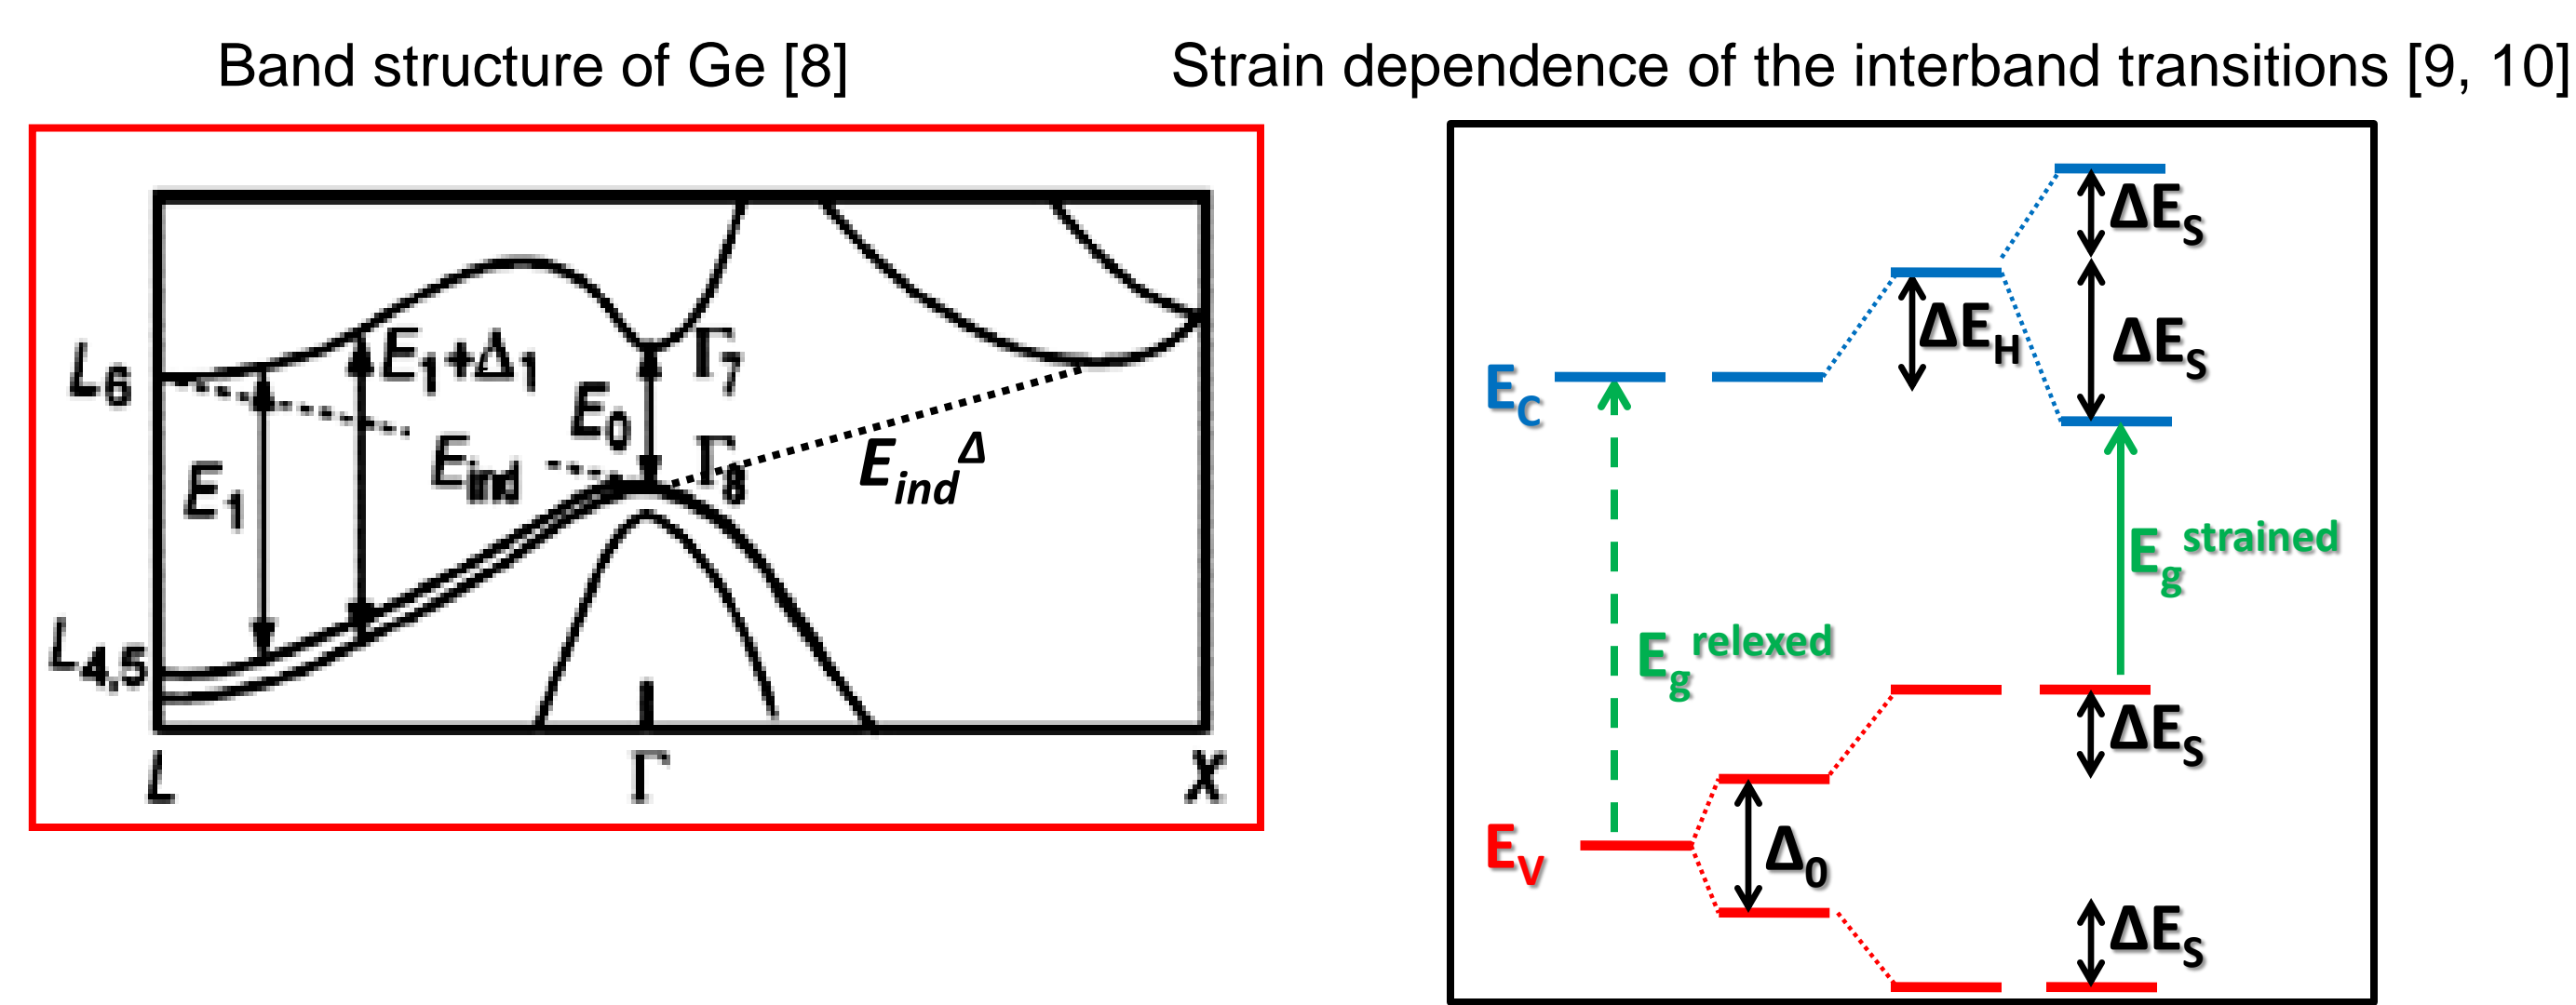 Band structure of Ge [8]
Strain dependence of the interband transitions [9, 10]
L6
E1+Δ1
Γ7
E0
Eind
Γ8
Eind^Δ
E1
L4,5
L
Γ
X
ΔES
ΔEH
ΔES
EC
Eg^strained
Eg^relexed
ΔES
EV
Δ0
ΔES